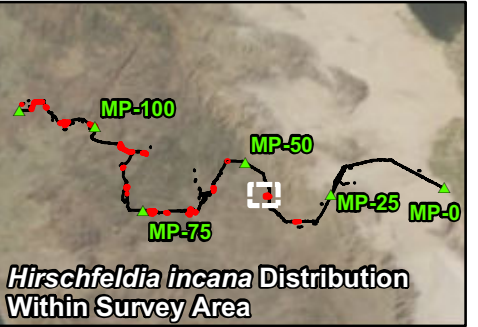 MP-100
MP-50
MP-25
MP-0
MP-75
Hirschfeldia incana Distribution
Within Survey Area